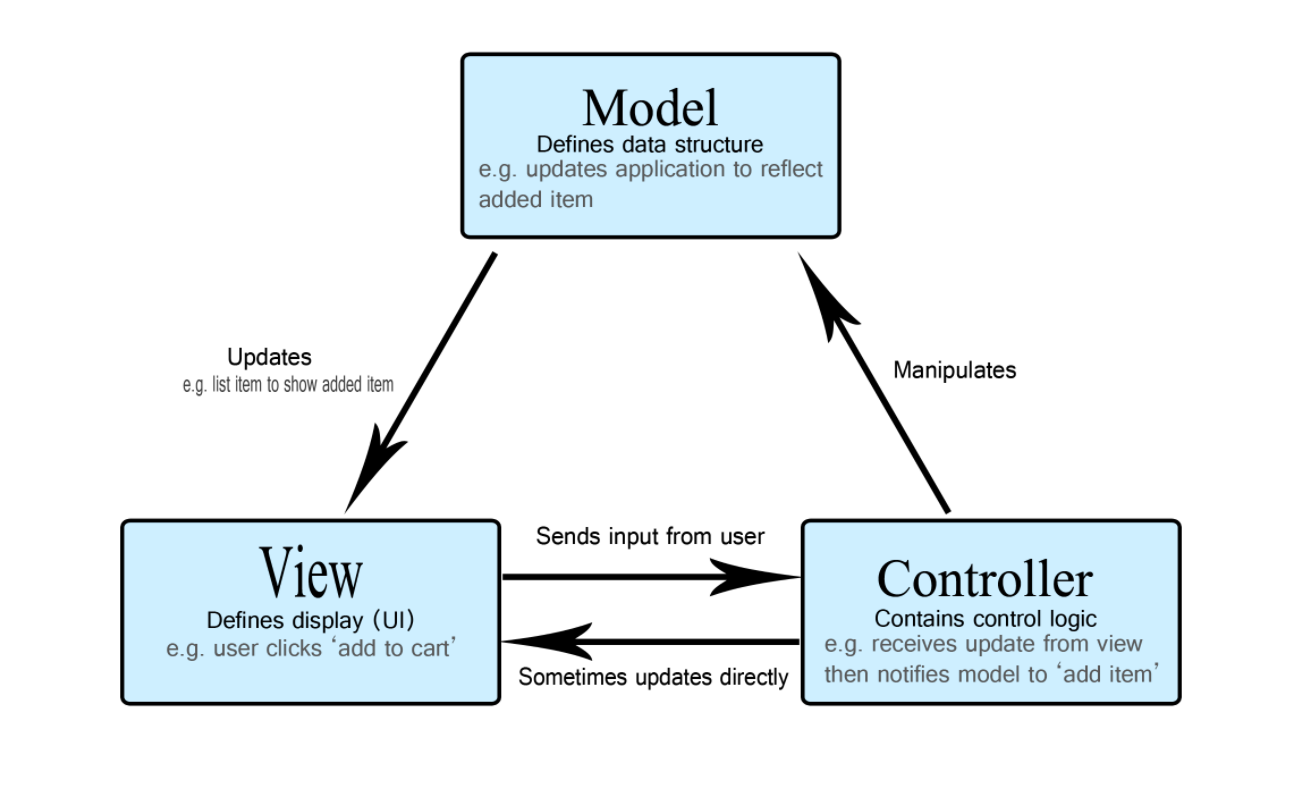 Model
Defines data structure
e.g. updates application to reflect
added item
Updates
e.g. list item to show added item
Manipulates
View
Defines display (UI)
e.g. user clicks ‘add to cart’
Sends input from user
Sometimes updates directly
Controller
Contains control logic
e.g. receives update from view
then notifies model to ‘add item’